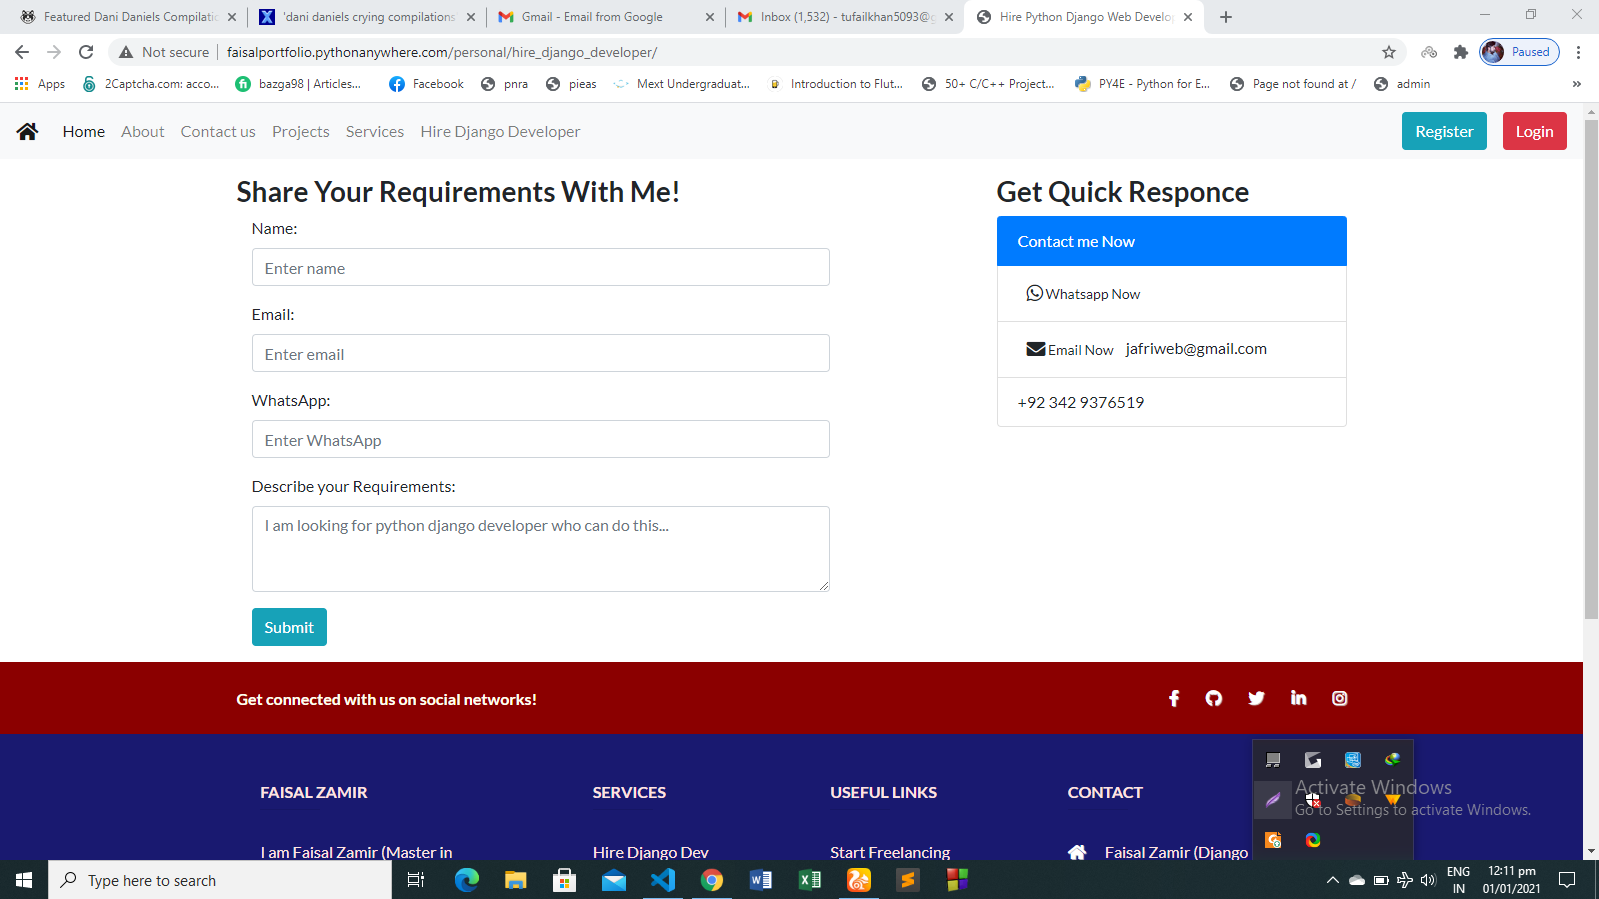 Featured Dani Daniels Compilatic
'dani daniels crying compilations
Gmail - Email from Google
Inbox (1,532) - tufailkhan5093@g
Hire Python Django Web Develop
Not secure
faisalportfolio.pythonanywhere.com/personal/hire_django_developer/
Paused
Apps
2Captcha.com: acco...
bazga98 | Articles...
Facebook
pnra
pieas
Mext Undergraduat...
Introduction to Flut...
50+ C/C++ Project...
PY4E - Python for E...
Page not found at /
admin
»
Home
About
Contact us
Projects
Services
Hire Django Developer
Register
Login
Share Your Requirements With Me!
Name:
Enter name
Email:
Enter email
WhatsApp:
Enter WhatsApp
Describe your Requirements:
I am looking for python django developer who can do this...
Submit
Get Quick Responce
Contact me Now
Whatsapp Now
Email Now jafriweb@gmail.com
+92 342 9376519
Get connected with us on social networks!
FAISAL ZAMIR
I am Faisal Zamir (Master in
SERVICES
Hire Django Dev
USEFUL LINKS
Start Freelancing
CONTACT
Faisal Zamir (Django
Activate Windows
Go to Settings to activate Windows.
Type here to search
ENG
IN
12:11 pm
01/01/2021